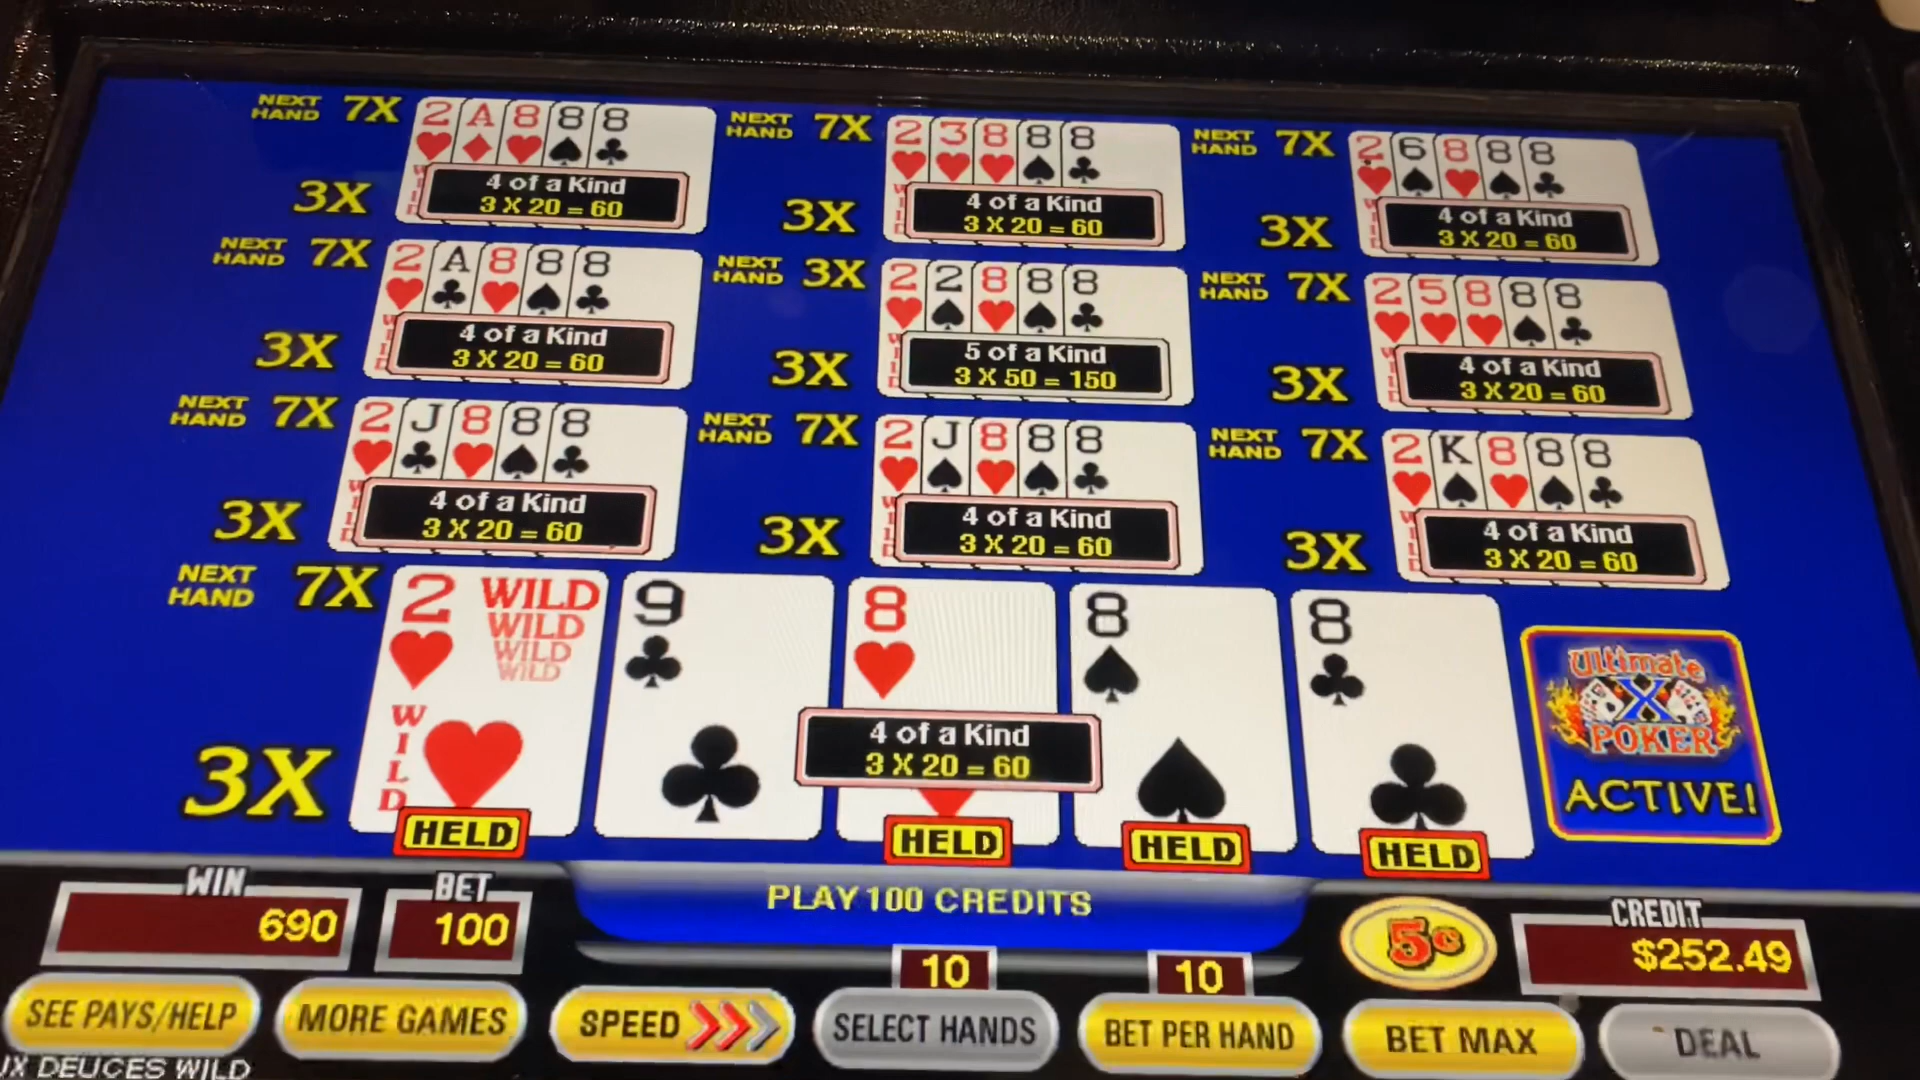 NEXT HAND 7X 2 A 8 8 8
3X 4 of a Kind
3 X 20 = 60
NEXT HAND 7X 2 3 8 8 8
3X 4 of a Kind
3 X 20 = 60
NEXT HAND 7X 2 6 8 8 8
3X 4 of a Kind
3 X 20 = 60
NEXT HAND 7X 2 A 8 8 8
3X 4 of a Kind
3 X 20 = 60
NEXT HAND 3X 2 2 8 8 8
3X 5 of a Kind
3 X 50 = 150
NEXT HAND 7X 2 5 8 8 8
3X 4 of a Kind
3 X 20 = 60
NEXT HAND 7X 2 J 8 8 8
3X 4 of a Kind
3 X 20 = 60
NEXT HAND 7X 2 J 8 8 8
3X 4 of a Kind
3 X 20 = 60
NEXT HAND 7X 2 K 8 8 8
3X 4 of a Kind
3 X 20 = 60
NEXT HAND 7X 2 WILD 9 8 8 8
WILD
WILD
WILD
WILD
3X
4 of a Kind
3 X 20 = 60
HELD HELD HELD HELD
Ultimate
X
POKER
ACTIVE!
WIN
690
BET
100
PLAY 100 CREDITS
10
10
5¢
CREDIT
$252.49
SEE PAYS/HELP
MORE GAMES
SPEED
SELECT HANDS
BET PER HAND
BET MAX
DEAL
UX DEUCES WILD